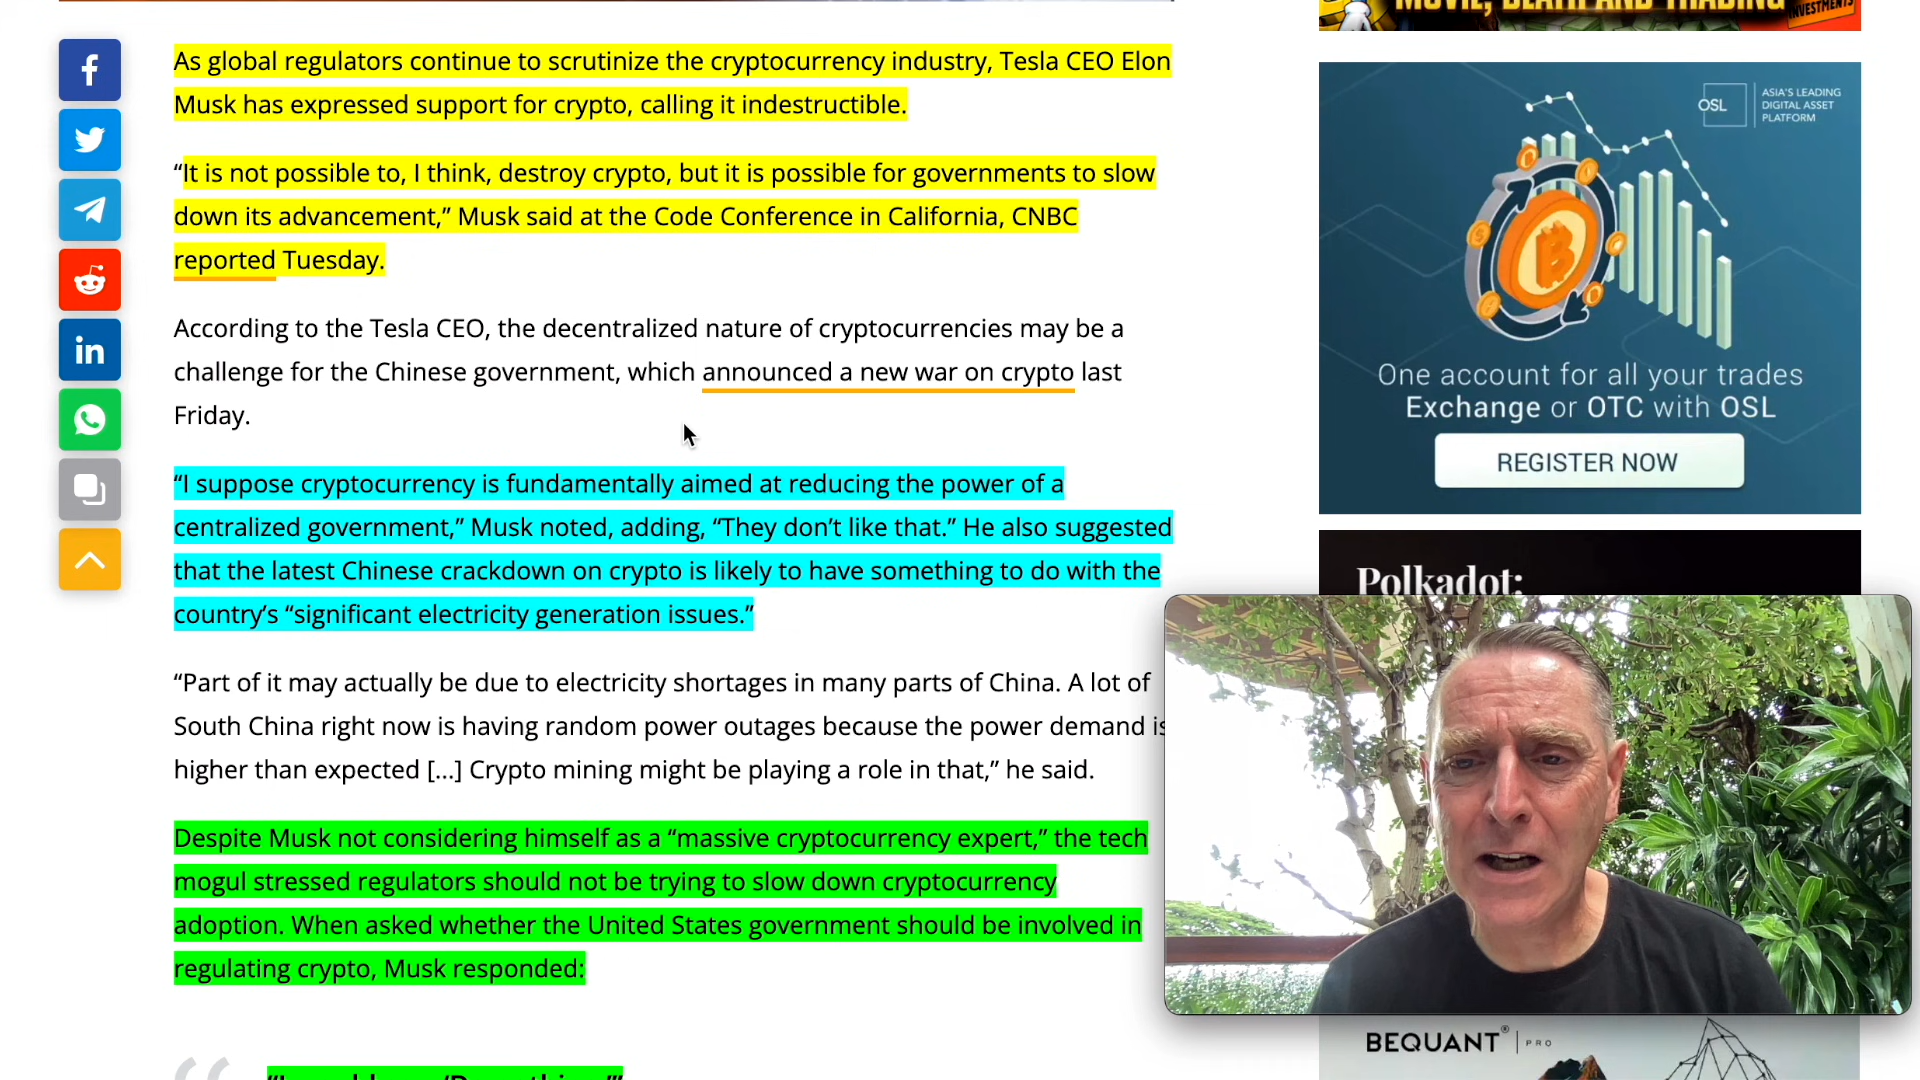 As global regulators continue to scrutinize the cryptocurrency industry, Tesla CEO Elon
Musk has expressed support for crypto, calling it indestructible.
“It is not possible to, I think, destroy crypto, but it is possible for governments to slow
down its advancement,” Musk said at the Code Conference in California, CNBC
reported Tuesday.
According to the Tesla CEO, the decentralized nature of cryptocurrencies may be a
challenge for the Chinese government, which announced a new war on crypto last
Friday.
“I suppose cryptocurrency is fundamentally aimed at reducing the power of a
centralized government,” Musk noted, adding, “They don’t like that.” He also suggested
that the latest Chinese crackdown on crypto is likely to have something to do with the
country’s “significant electricity generation issues.”
“Part of it may actually be due to electricity shortages in many parts of China. A lot of
South China right now is having random power outages because the power demand is
higher than expected [...] Crypto mining might be playing a role in that,” he said.
Despite Musk not considering himself as a “massive cryptocurrency expert,” the tech
mogul stressed regulators should not be trying to slow down cryptocurrency
adoption. When asked whether the United States government should be involved in
regulating crypto, Musk responded:
MOVIE, DEATH AND TRADING
INVESTMENTS
OSL
ASIA'S LEADING
DIGITAL ASSET
PLATFORM
One account for all your trades
Exchange or OTC with OSL
REGISTER NOW
Polkadot:
BEQUANT® | PRO